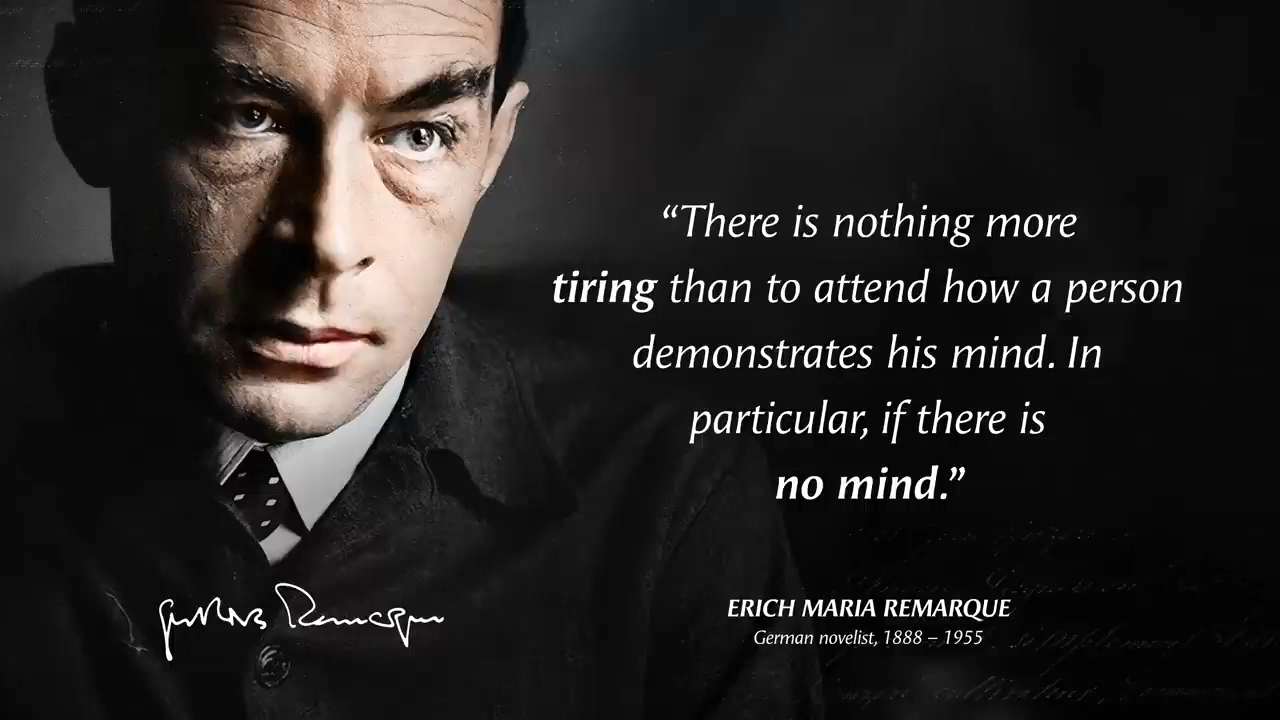 “There is nothing more
tiring than to attend how a person
demonstrates his mind. In
particular, if there is
no mind.”
ERICH MARIA REMARQUE
German novelist, 1888 – 1955